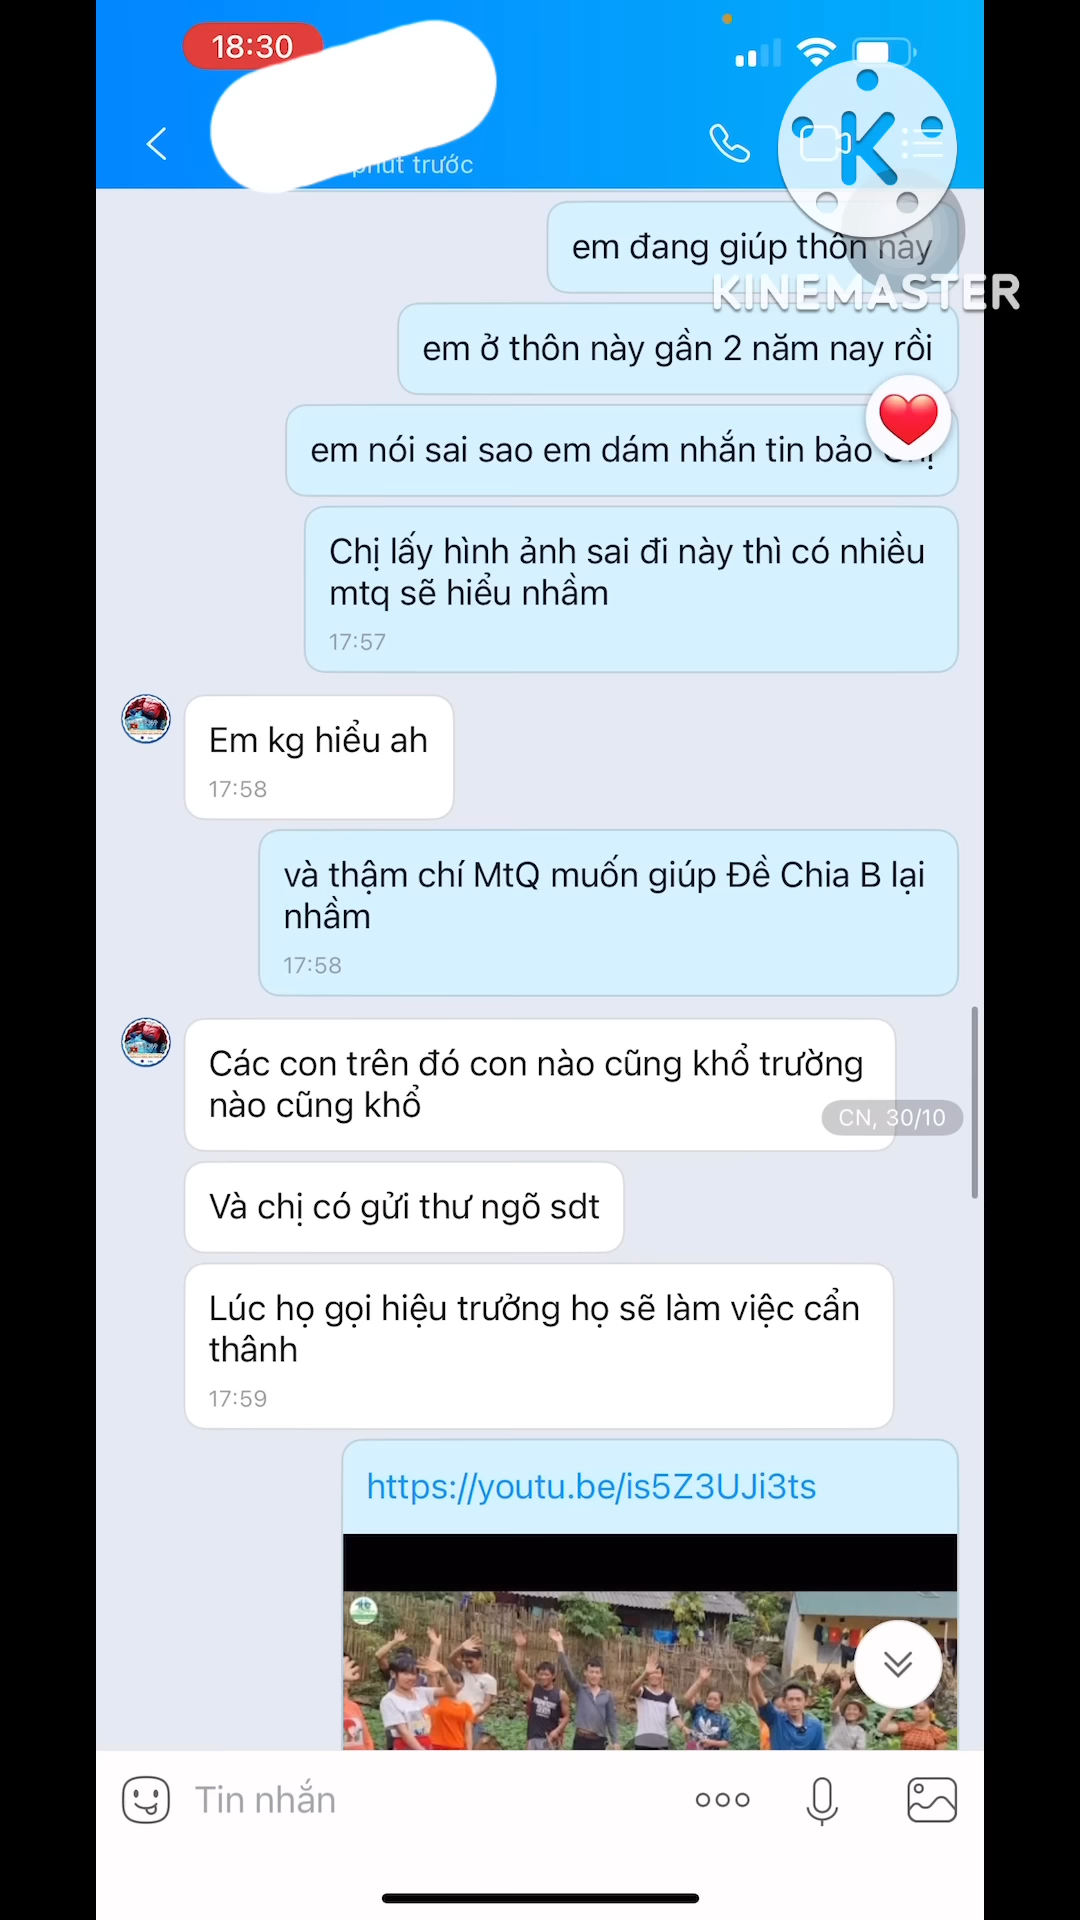 18:30
phút trước
K
KINEMASTER
em đang giúp thôn này
em ở thôn này gần 2 năm nay rồi
em nói sai sao em dám nhắn tin bảo
Chị lấy hình ảnh sai đi này thì có nhiều
mtq sẽ hiểu nhầm
17:57
Em kg hiểu ah
17:58
và thậm chí MtQ muốn giúp Đề Chia B lại
nhầm
17:58
Các con trên đó con nào cũng khổ trường
nào cũng khổ
CN, 30/10
Và chị có gửi thư ngõ sdt
Lúc họ gọi hiệu trưởng họ sẽ làm việc cẩn
thânh
17:59
https://youtu.be/is5Z3UJi3ts
Tin nhắn